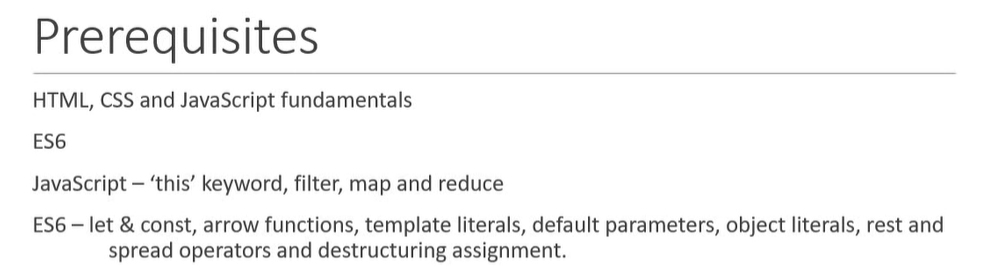 Prerequisites
HTML, CSS and JavaScript fundamentals
ES6
JavaScript – ‘this’ keyword, filter, map and reduce
ES6 – let & const, arrow functions, template literals, default parameters, object literals, rest and
spread operators and destructuring assignment.